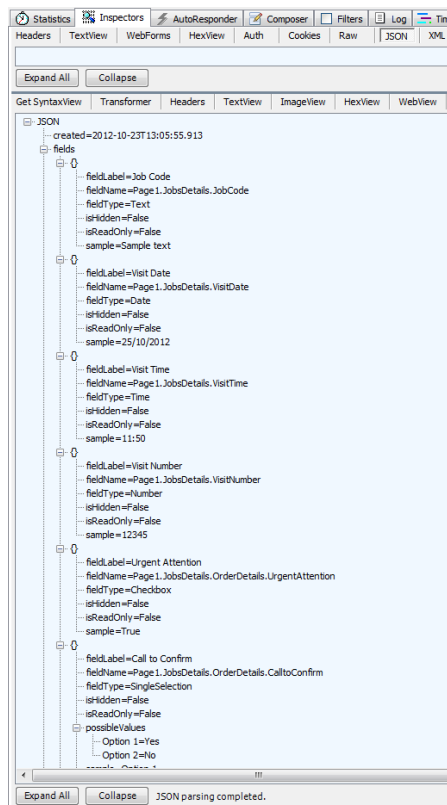 Statistics Inspectors AutoResponder Composer Filters Log
Headers TextView WebForms HexView Auth Cookies Raw JSON XML
Expand All Collapse
Get SyntaxView Transformer Headers TextView ImageView HexView WebView
JSON
created=2012-10-23T13:05:55.913
fields
{}
fieldLabel=Job Code
fieldName=Page1.JobsDetails.JobCode
fieldType=Text
isHidden=False
isReadOnly=False
sample=Sample text
{}
fieldLabel=Visit Date
fieldName=Page1.JobsDetails.VisitDate
fieldType=Date
isHidden=False
isReadOnly=False
sample=25/10/2012
{}
fieldLabel=Visit Time
fieldName=Page1.JobsDetails.VisitTime
fieldType=Time
isHidden=False
isReadOnly=False
sample=11:50
{}
fieldLabel=Visit Number
fieldName=Page1.JobsDetails.VisitNumber
fieldType=Number
isHidden=False
isReadOnly=False
sample=12345
{}
fieldLabel=Urgent Attention
fieldName=Page1.JobsDetails.OrderDetails.UrgentAttention
fieldType=Checkbox
isHidden=False
isReadOnly=False
sample=True
{}
fieldLabel=Call to Confirm
fieldName=Page1.JobsDetails.OrderDetails.CalltoConfirm
fieldType=SingleSelection
isHidden=False
isReadOnly=False
possibleValues
Option 1=Yes
Option 2=No
Expand All Collapse JSON parsing completed.